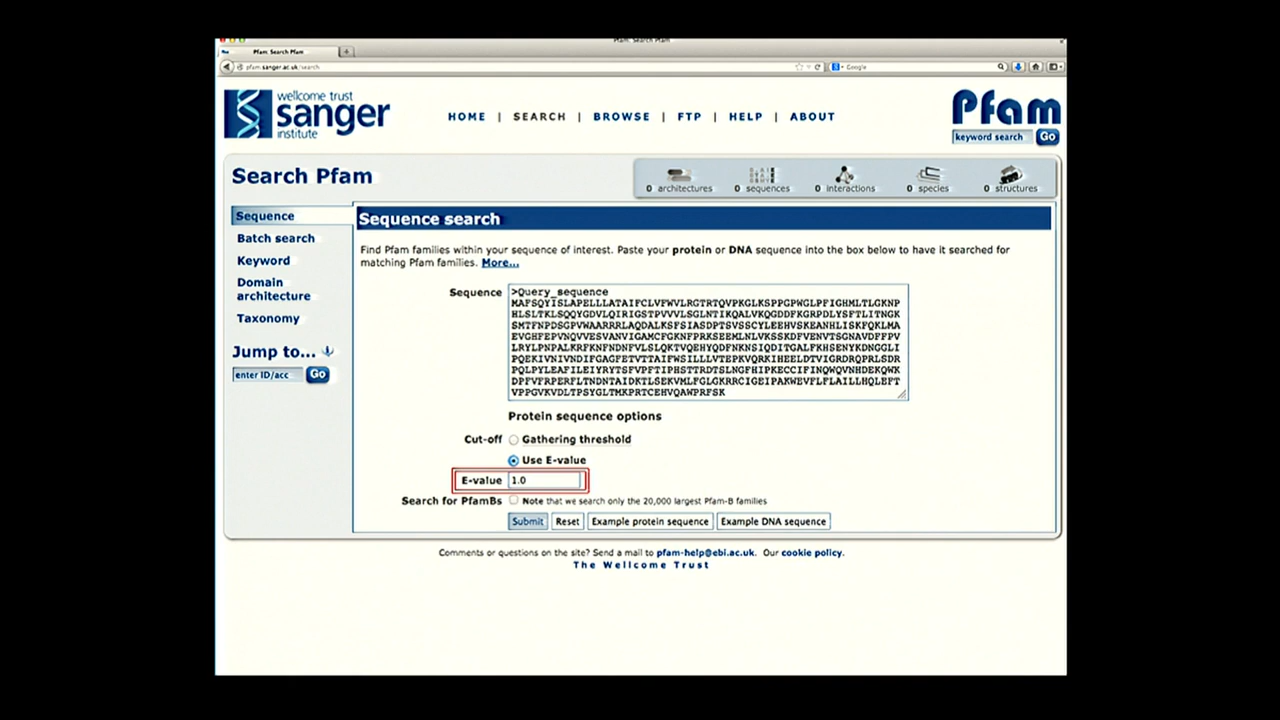 Pfam: Search Pfam
Pfam: Search Pfam
pfam.sanger.ac.uk/search
Google
wellcome trust
sanger
institute
HOME | SEARCH | BROWSE | FTP | HELP | ABOUT
Pfam
keyword search Go
Search Pfam
0 architectures 0 sequences 0 interactions 0 species 0 structures
Sequence
Batch search
Keyword
Domain
architecture
Taxonomy
Jump to...
enter ID/acc Go
Sequence search
Find Pfam families within your sequence of interest. Paste your protein or DNA sequence into the box below to have it searched for
matching Pfam families. More...
Sequence
>Query_sequence
MAFSQYISLAPELLLATAIFCLVFWVLRGTRTQVPKGLKSPPGPWGLPFIGHMLTLGKNP
HLSLTKLSQQYGDVLQIRIGSTPVVVLSGLNTIKQALVKQGDDFKGRPDLYSFTLITNGK
SMTFNPDSGPVWAARRRLAQDALKSFSIASDPTSVSSCYLEEHVSKEANHLISKFQKLMA
EVGHFEPVNQVVESVANVIGAMCFGKNFPRKSEEMLNLVKSSKDFVENVTSGNAVDFFPV
LRYLPNPALKRFKNFNDNFVLSLQKTVQEHYQDFNKNSIQDITGALFKHSENYKDNGGLI
PQEKIVNIVNDIFGAGFETVTTAIFWSILLLVTEPKVQRKIHEELDTVIGRDRQPRLSDR
PQLPYLEAFILEIYRYTSFVPFTIPHSTTRDTSLNGFHIPKECCIFINQWQVNHDEKQWK
DPFVFRPERFLTNDNTAIDKTLSEKVMLFGLGKRRCIGEIPAKWEVFLFLAILLHQLEFT
VPPGVKVDLTPSYGLTMKPRTCEHVQAWPRFSK
Protein sequence options
Cut-off Gathering threshold
Use E-value
E-value 1.0
Search for PfamBs Note that we search only the 20,000 largest Pfam-B families
Submit Reset Example protein sequence Example DNA sequence
Comments or questions on the site? Send a mail to pfam-help@ebi.ac.uk. Our cookie policy.
The Wellcome Trust